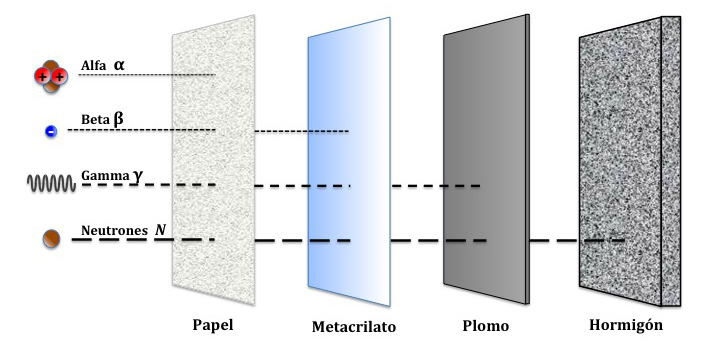 Alfa α
Beta β
Gamma γ
Neutrones N
Papel
Metacrilato
Plomo
Hormigón